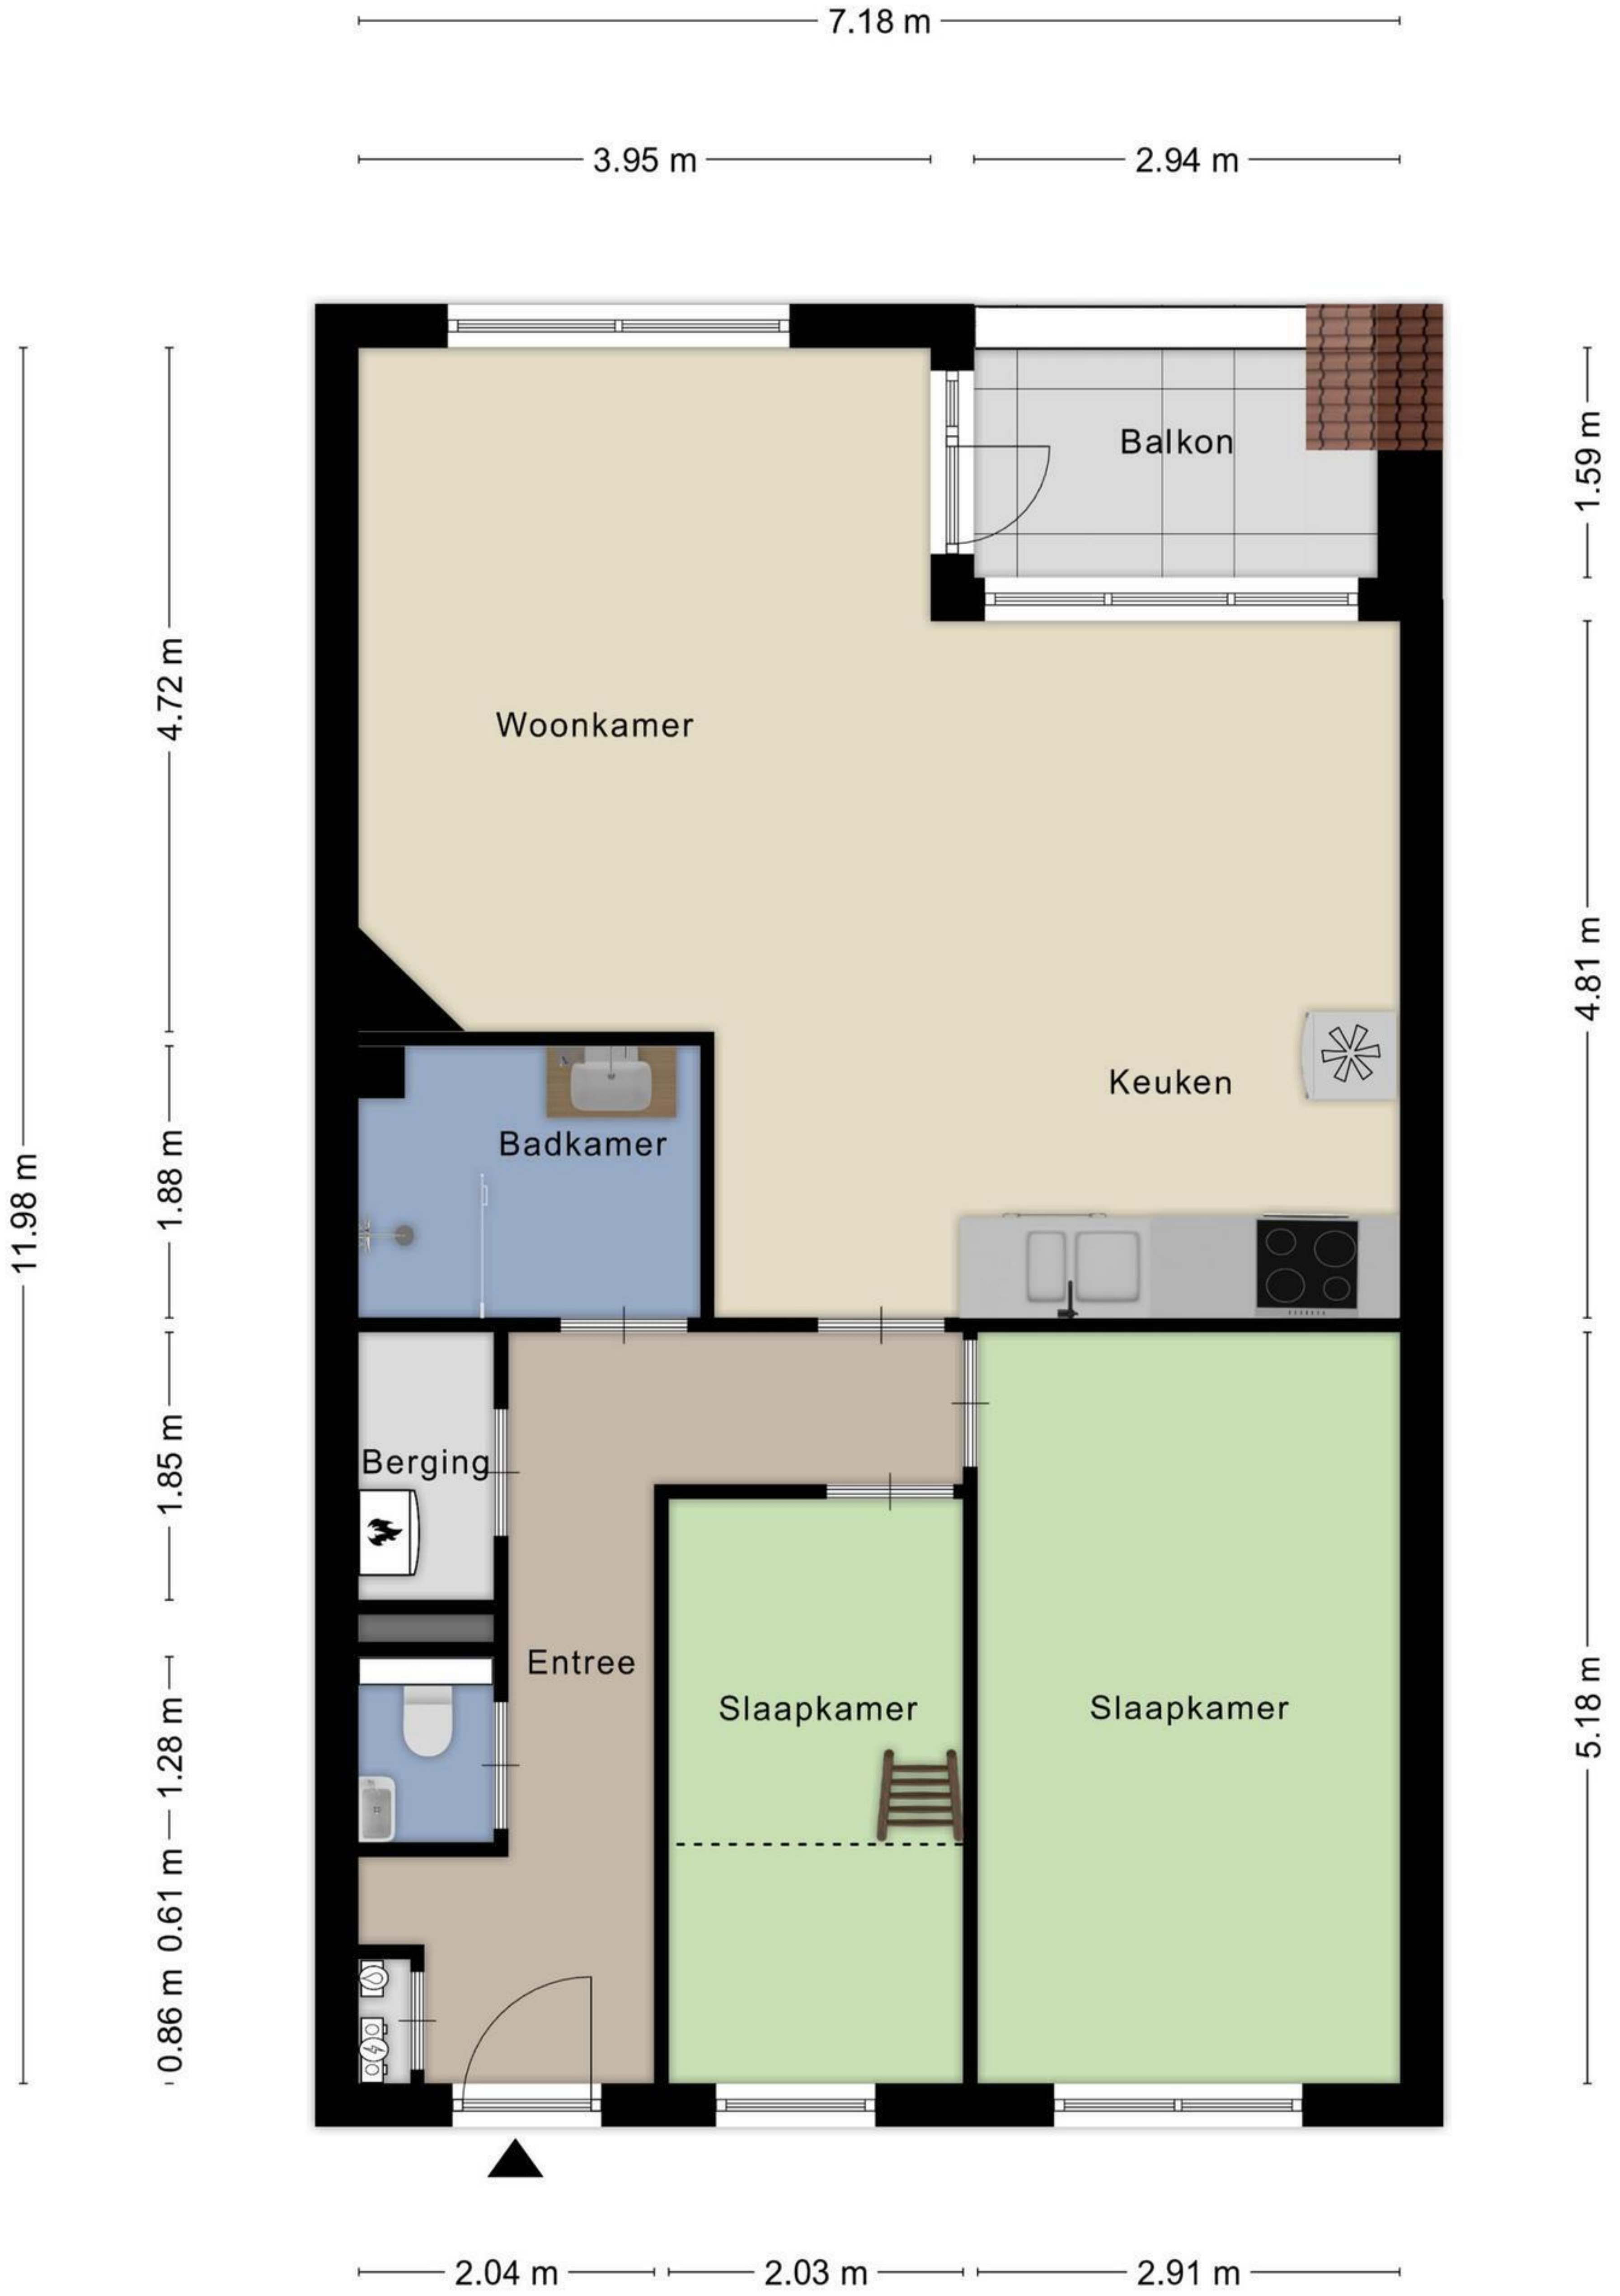 7.18 m
3.95 m
2.94 m
Balkon
1.59 m
4.72 m
Woonkamer
4.81 m
Keuken
Badkamer
1.88 m
11.98 m
Berging
1.85 m
Entree
Slaapkamer
Slaapkamer
5.18 m
1.28 m
0.61 m
0.86 m
2.04 m
2.03 m
2.91 m